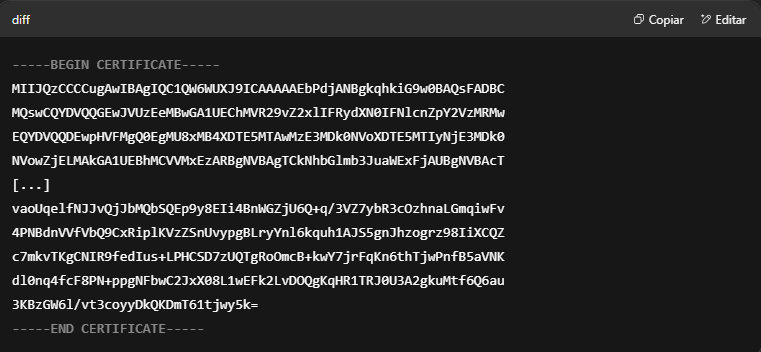 diff
Copiar
Editar
-----BEGIN CERTIFICATE-----
MIIJQzCCCCugAwIBAgIQC1QW6WUXJ9ICAAAAAEbPdjANBgkqhkiG9w0BAQsFADBC
MQswCQYDVQQGEwJVUzEeMBwGA1UEChMVR29vZ2xlIFRydXN0IFNlcnZpY2VzMRMw
EQYDVQQDEwpHVFMgQ0EgMU8xMB4XDTE5MTAwMzE3MDk0NVoXDTE5MTIyNjE3MDk0
NVowZjELMAkGA1UEBhMCVVMxEzARBgNVBAgTCkNhbGlmb3JuaWExFjAUBgNVBAcT
[...]
vaoUqelfNJJvQjJbMQbSQEp9y8EIi4BnWGZjU6Q+q/3VZ7ybR3cOzhnaLGmqiwFv
4PNBdnVVfVbQ9CxRiplKVzZSnUvypgBLryYnl6kquh1AJS5gnJhzogrz98IiXCQZ
c7mkvTKgCNIR9fedIus+LPHCSD7zUQTgRoOmcB+kwY7jrFqKn6thTjwPnfB5aVNK
dl0nq4fcF8PN+ppgNFbwC2JxX08L1wEFk2LvDOQgKqHR1TRJ0U3A2gkuMtf6Q6au
3KBzGW6l/vt3coyyDkQKDmT61tjwy5k=
-----END CERTIFICATE-----